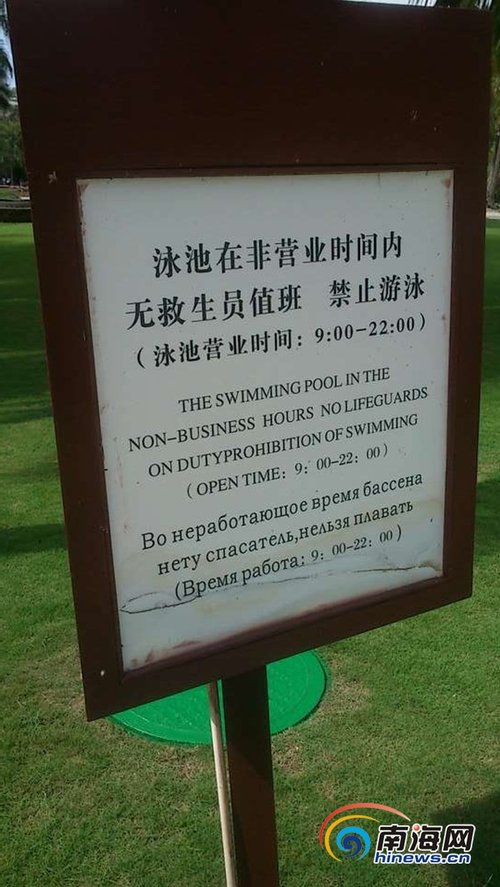 泳池在非营业时间内
无救生员值班 禁止游泳
（泳池营业时间：9:00-22:00）
THE SWIMMING POOL IN THE
NON-BUSINESS HOURS NO LIFEGUARDS
ON DUTYPROHIBITION OF SWIMMING
（OPEN TIME：9：00-22：00）
Во неработающое время бассена
нету спасатель,нельзя плавать
(Время работа: 9：00-22：00)
南海网
hinews.cn